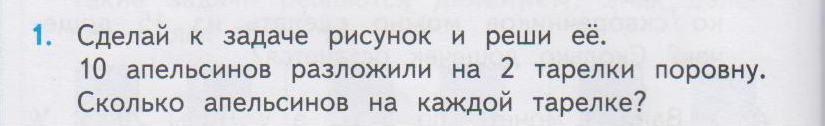 1. Сделай к задаче рисунок и реши её.
10 апельсинов разложили на 2 тарелки поровну.
Сколько апельсинов на каждой тарелке?